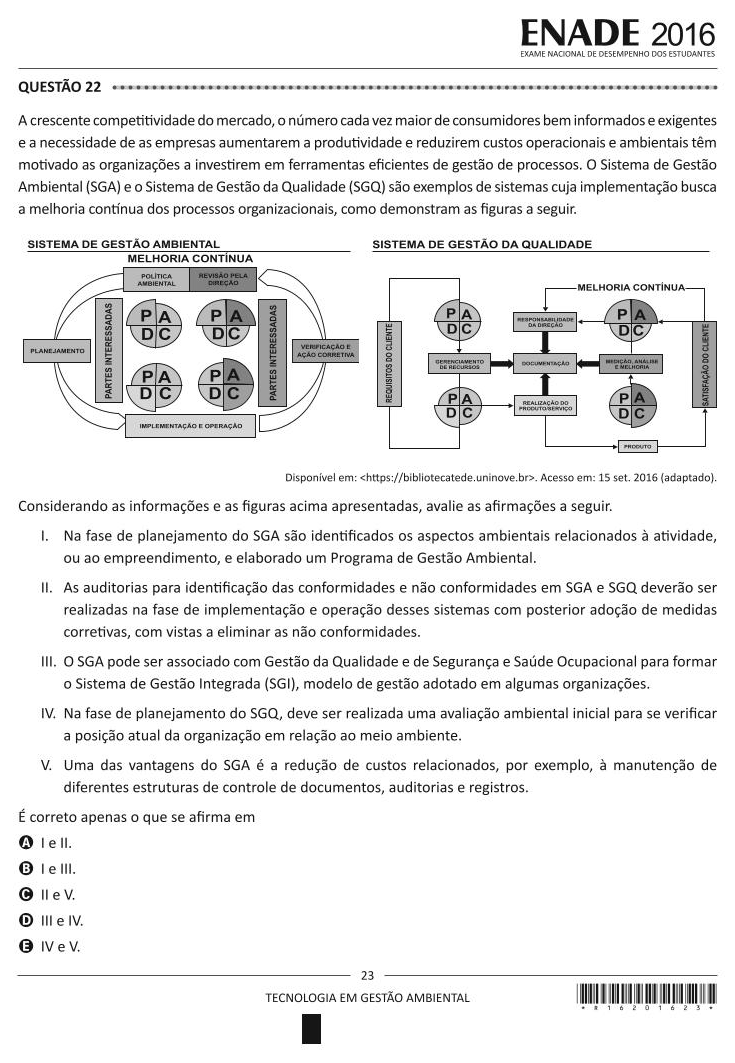 ENADE 2016
EXAME NACIONAL DE DESEMPENHO DOS ESTUDANTES
QUESTÃO 22
A crescente competitividade do mercado, o número cada vez maior de consumidores bem informados e exigentes
e a necessidade de as empresas aumentarem a produtividade e reduzirem custos operacionais e ambientais têm
motivado as organizações a investirem em ferramentas eficientes de gestão de processos. O Sistema de Gestão
Ambiental (SGA) e o Sistema de Gestão da Qualidade (SGQ) são exemplos de sistemas cuja implementação busca
a melhoria contínua dos processos organizacionais, como demonstram as figuras a seguir.
SISTEMA DE GESTÃO AMBIENTAL
MELHORIA CONTÍNUA
POLÍTICA
AMBIENTAL
REVISÃO PELA
DIREÇÃO
PARTES INTERESSADAS
P A
D C
P A
D C
PARTES INTERESSADAS
PLANEJAMENTO
VERIFICAÇÃO E
AÇÃO CORRETIVA
P A
D C
P A
D C
IMPLEMENTAÇÃO E OPERAÇÃO
SISTEMA DE GESTÃO DA QUALIDADE
MELHORIA CONTÍNUA
REQUISITOS DO CLIENTE
P A
D C
RESPONSABILIDADE
DA DIREÇÃO
P A
D C
SATISFAÇÃO DO CLIENTE
GERENCIAMENTO
DE RECURSOS
DOCUMENTAÇÃO
MEDIÇÃO, ANÁLISE
E MELHORIA
P A
D C
REALIZAÇÃO DO
PRODUTO/SERVIÇO
P A
D C
PRODUTO
Disponível em: <https://bibliotecatede.uninove.br>. Acesso em: 15 set. 2016 (adaptado).
Considerando as informações e as figuras acima apresentadas, avalie as afirmações a seguir.
I. Na fase de planejamento do SGA são identificados os aspectos ambientais relacionados à atividade,
ou ao empreendimento, e elaborado um Programa de Gestão Ambiental.
II. As auditorias para identificação das conformidades e não conformidades em SGA e SGQ deverão ser
realizadas na fase de implementação e operação desses sistemas com posterior adoção de medidas
corretivas, com vistas a eliminar as não conformidades.
III. O SGA pode ser associado com Gestão da Qualidade e de Segurança e Saúde Ocupacional para formar
o Sistema de Gestão Integrada (SGI), modelo de gestão adotado em algumas organizações.
IV. Na fase de planejamento do SGQ, deve ser realizada uma avaliação ambiental inicial para se verificar
a posição atual da organização em relação ao meio ambiente.
V. Uma das vantagens do SGA é a redução de custos relacionados, por exemplo, à manutenção de
diferentes estruturas de controle de documentos, auditorias e registros.
É correto apenas o que se afirma em
A I e II.
B I e III.
C II e V.
D III e IV.
E IV e V.
23
TECNOLOGIA EM GESTÃO AMBIENTAL
* R 1 6 2 0 1 6 2 3 *